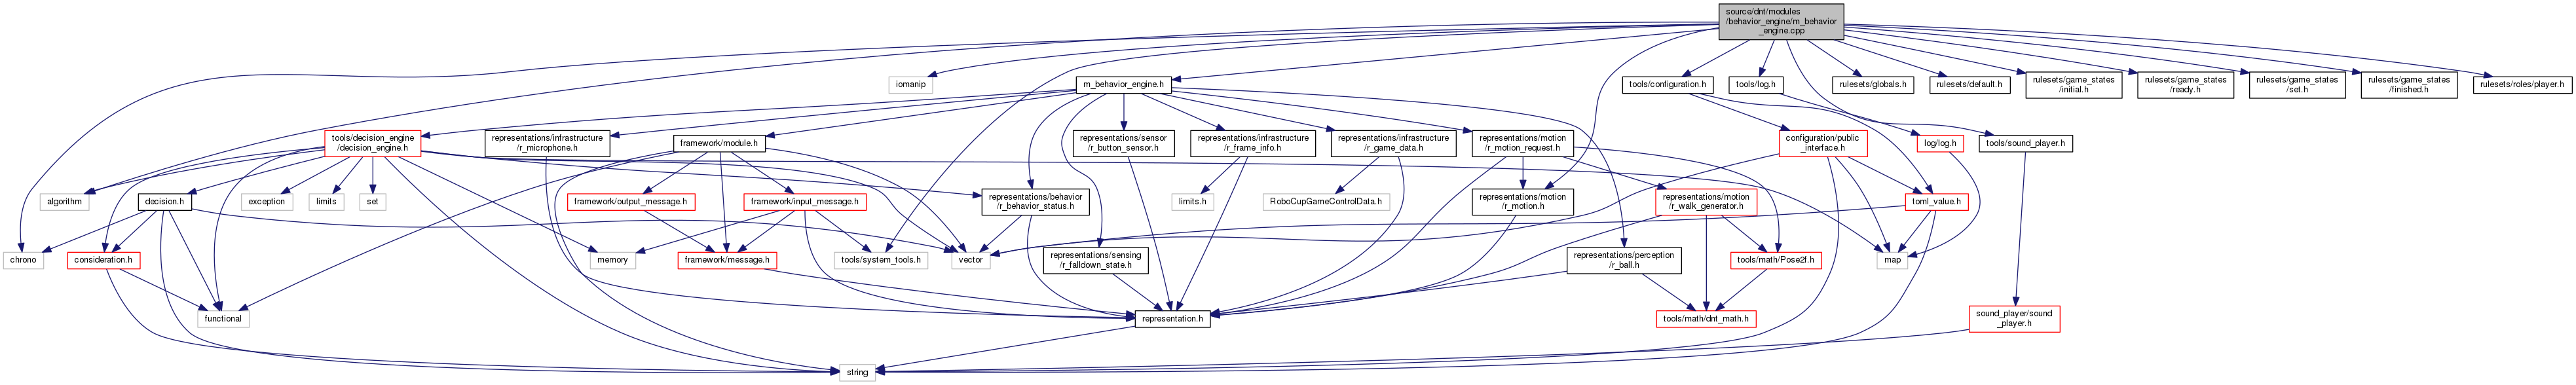 source/dnt/modules
/behavior_engine/m_behavior
_engine.cpp
iomanip
m_behavior_engine.h
tools/configuration.h
tools/log.h
rulesets/globals.h
rulesets/default.h
rulesets/game_states
/initial.h
rulesets/game_states
/ready.h
rulesets/game_states
/set.h
rulesets/game_states
/finished.h
rulesets/roles/player.h
tools/decision_engine
/decision_engine.h
representations/infrastructure
/r_microphone.h
framework/module.h
representations/sensor
/r_button_sensor.h
representations/infrastructure
/r_frame_info.h
representations/infrastructure
/r_game_data.h
representations/motion
/r_motion_request.h
configuration/public
_interface.h
log/log.h
tools/sound_player.h
algorithm
decision.h
exception
limits
set
framework/output_message.h
framework/input_message.h
representations/behavior
/r_behavior_status.h
limits.h
RoboCupGameControlData.h
representations/motion
/r_motion.h
representations/motion
/r_walk_generator.h
toml_value.h
chrono
consideration.h
memory
framework/message.h
tools/system_tools.h
vector
representations/sensing
/r_falldown_state.h
representations/perception
/r_ball.h
tools/math/Pose2f.h
map
functional
representation.h
tools/math/dnt_math.h
sound_player/sound
_player.h
string